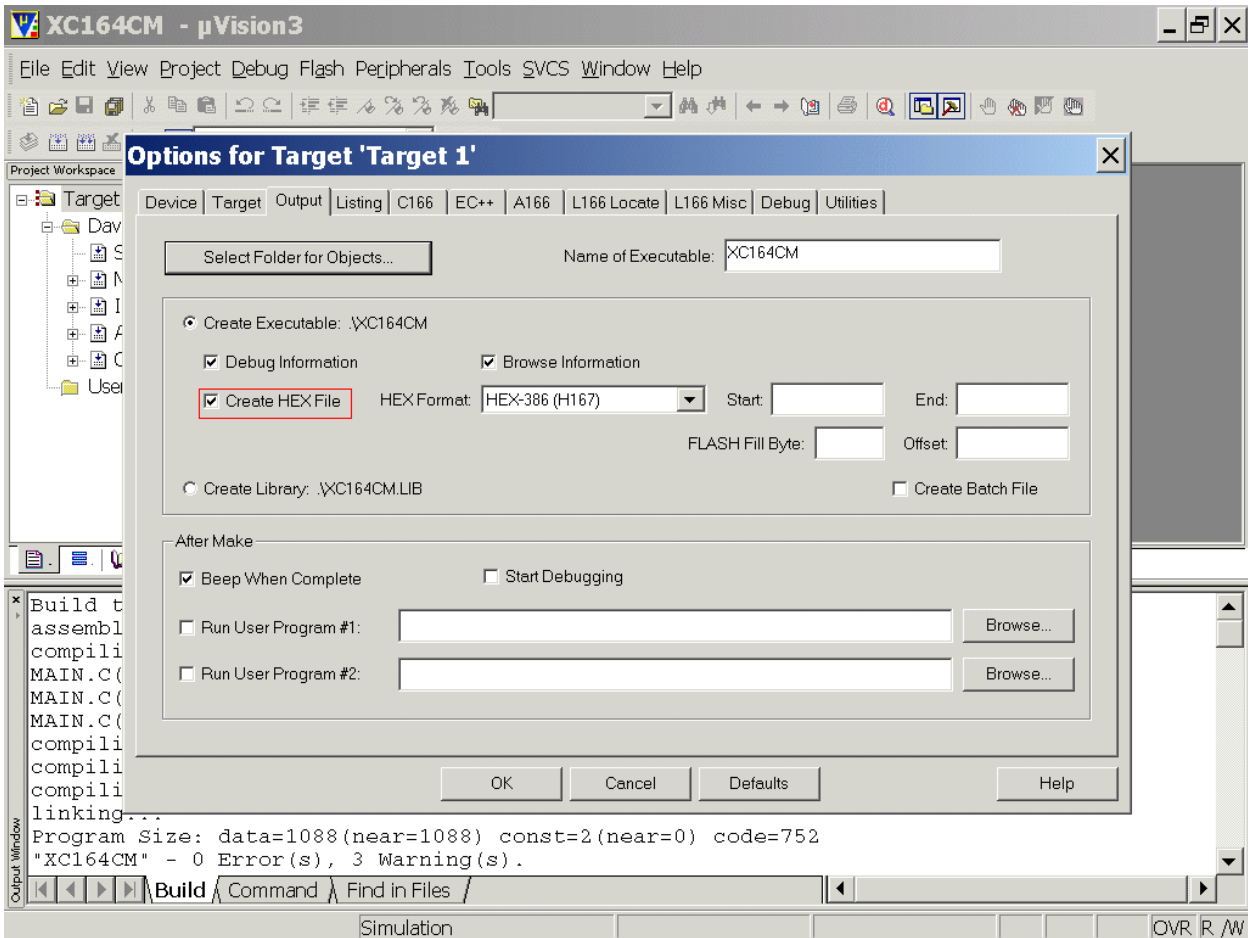 XC164CM - µVision3
File Edit View Project Debug Flash Peripherals Tools SVCS Window Help
Project Workspace
Options for Target 'Target 1'
Target
Device Target Output Listing C166 EC++ A166 L166 Locate L166 Misc Debug Utilities
Dav
S
N
I
A
C
User
Select Folder for Objects...
Name of Executable: XC164CM
Create Executable: .\XC164CM
Debug Information
Browse Information
Create HEX File
HEX Format: HEX-386 (H167)
Start:
End:
FLASH Fill Byte:
Offset:
Create Library: .\XC164CM.LIB
Create Batch File
After Make
Beep When Complete
Start Debugging
Run User Program #1:
Browse...
Run User Program #2:
Browse...
OK Cancel Defaults Help
Build t
assembl
compili
MAIN.C(
MAIN.C(
MAIN.C(
compili
compili
compili
linking...
Program Size: data=1088(near=1088) const=2(near=0) code=752
"XC164CM" - 0 Error(s), 3 Warning(s).
Output Window
Build Command Find in Files
Simulation
OVR R /W